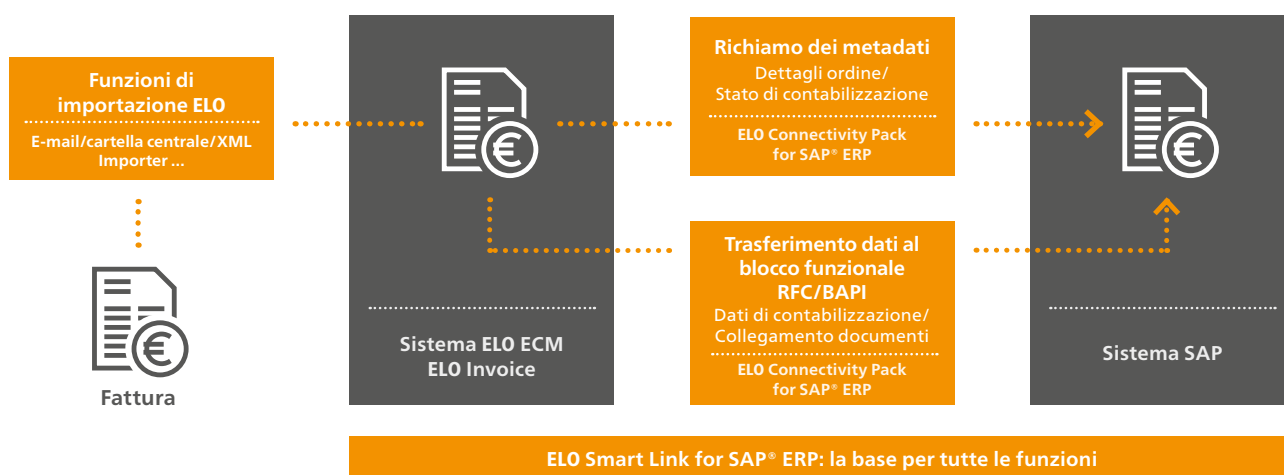 Funzioni di
importazione ELO
E-mail/cartella centrale/XML
Importer ...
Fattura
Sistema ELO ECM
ELO Invoice
Richiamo dei metadati
Dettagli ordine/
Stato di contabilizzazione
ELO Connectivity Pack
for SAP® ERP
Trasferimento dati al
blocco funzionale
RFC/BAPI
Dati di contabilizzazione/
Collegamento documenti
ELO Connectivity Pack
for SAP® ERP
Sistema SAP
ELO Smart Link for SAP® ERP: la base per tutte le funzioni